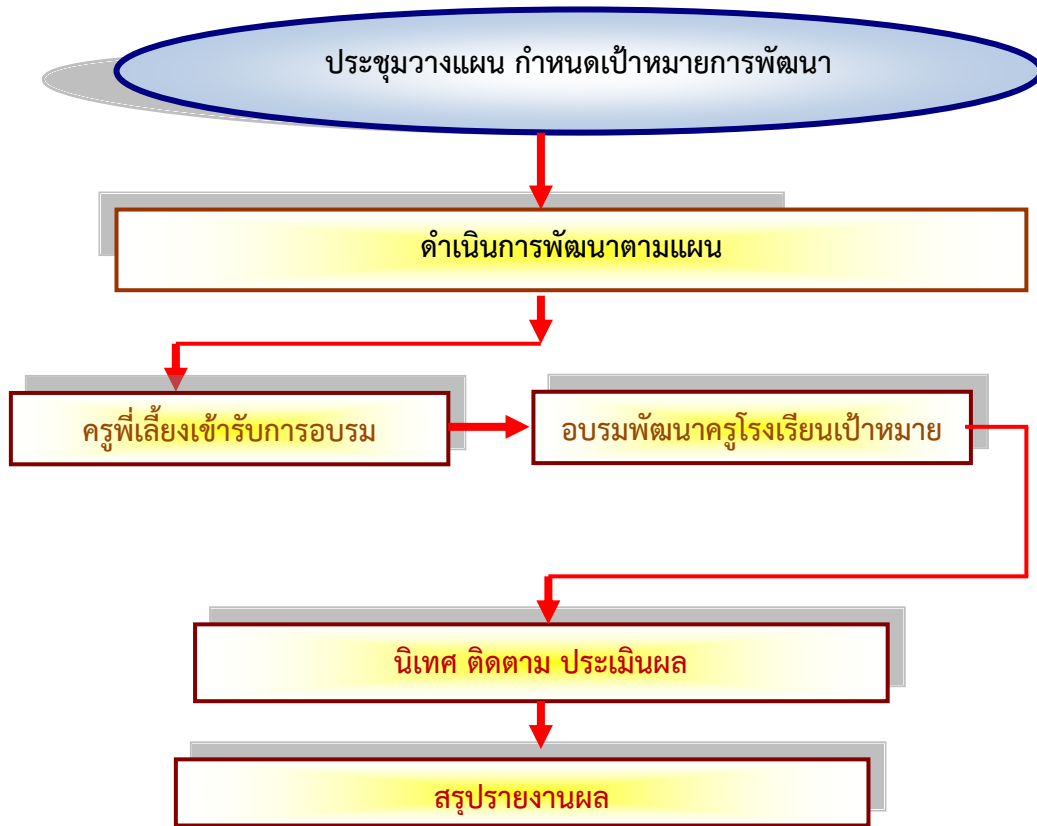 ประชุมวางแผน กำหนดเป้าหมายการพัฒนา
ดำเนินการพัฒนาตามแผน
ครูพี่เลี้ยงเข้ารับการอบรม
อบรมพัฒนาครูโรงเรียนเป้าหมาย
นิเทศ ติดตาม ประเมินผล
สรุปรายงานผล